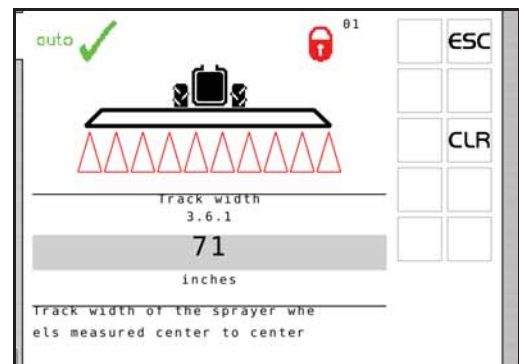 auto
01
ESC
CLR
Track width
3.6.1
71
inches
Track width of the sprayer whe
els measured center to center